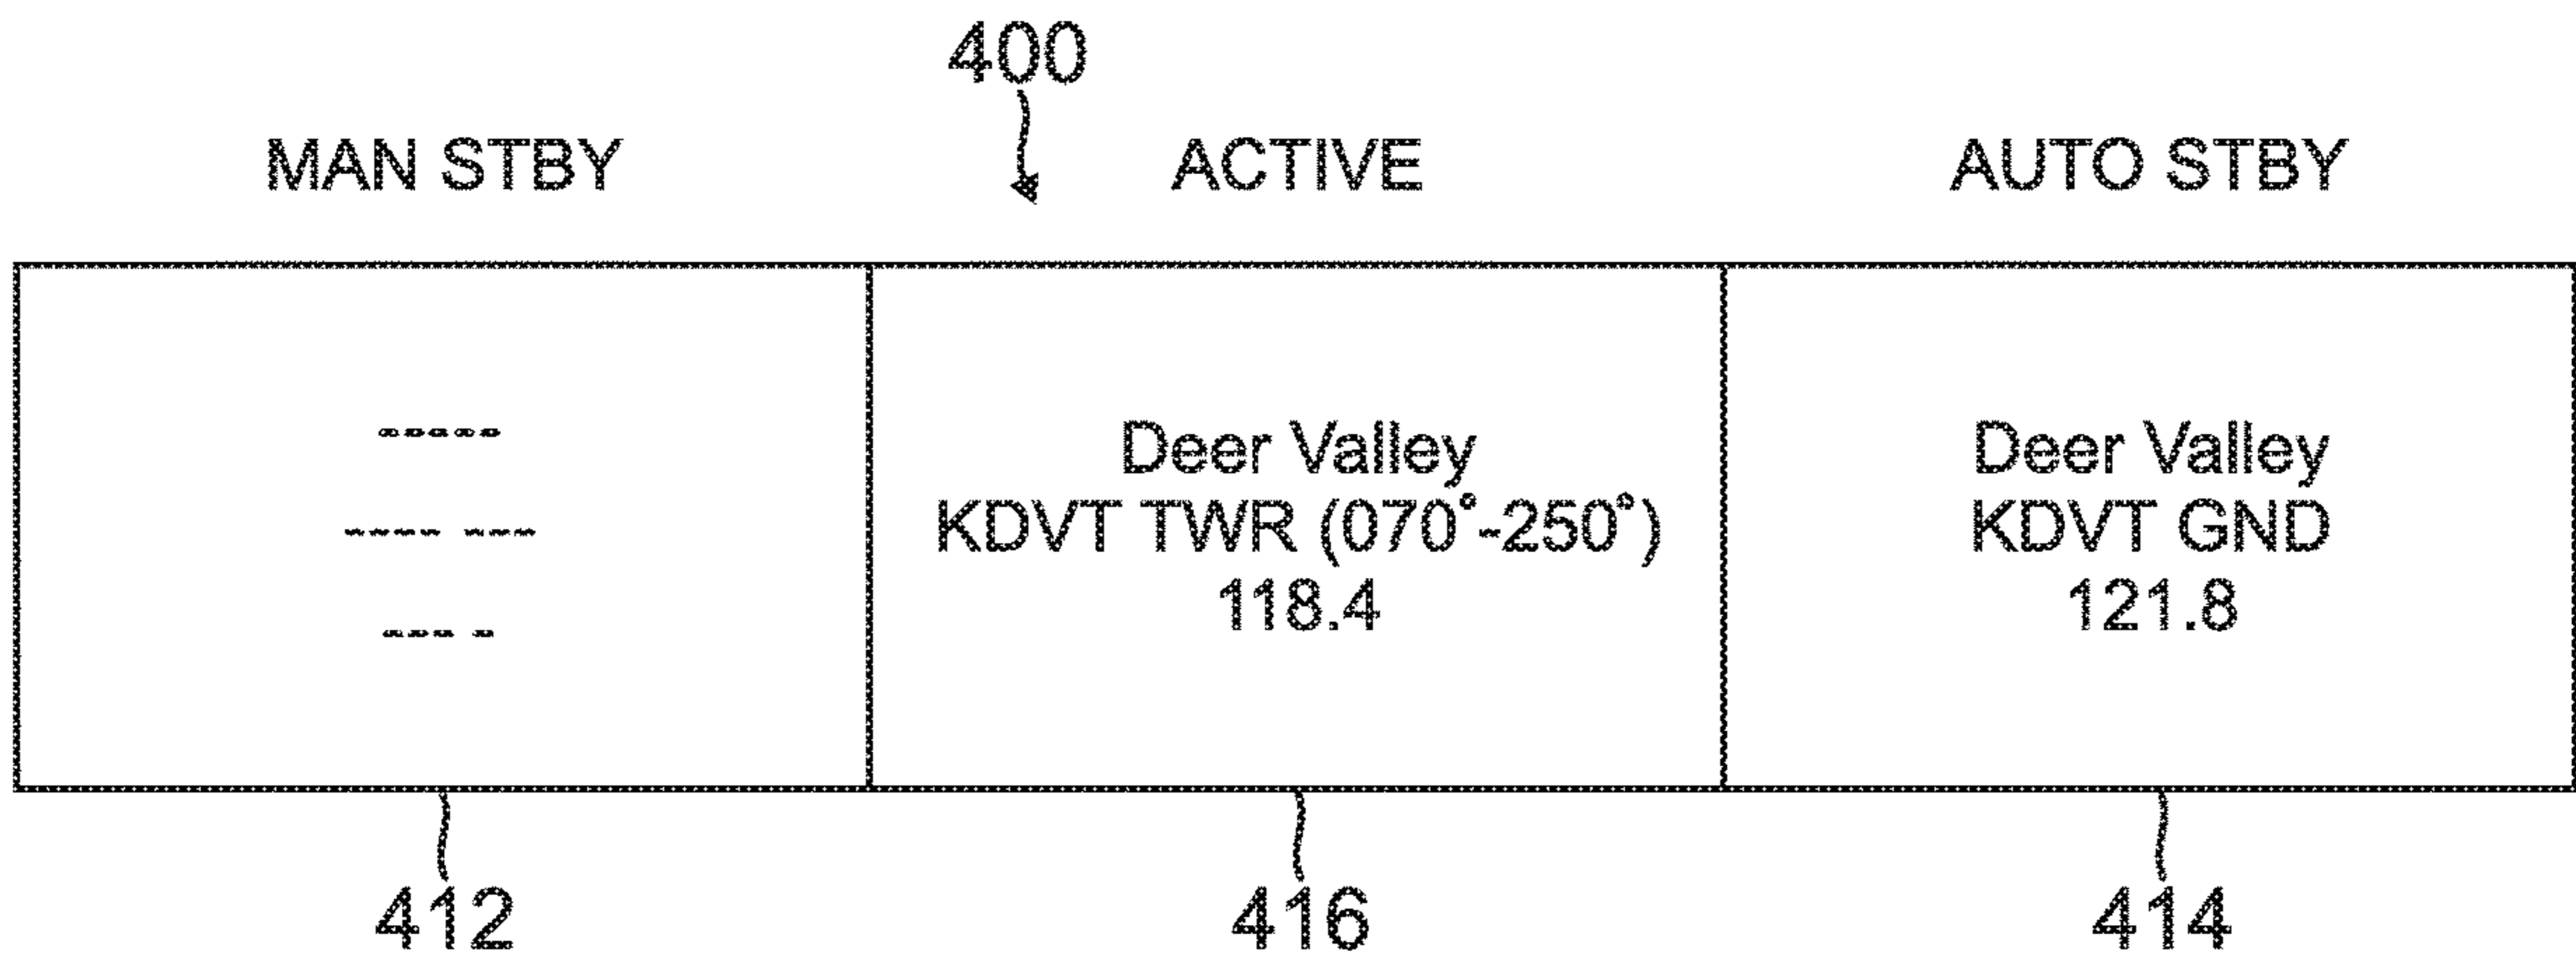 400
MAN STBY ACTIVE AUTO STBY
-----
---- ---
--- -
Deer Valley
KDVT TWR (070°-250°)
118.4
Deer Valley
KDVT GND
121.8
412 416 414